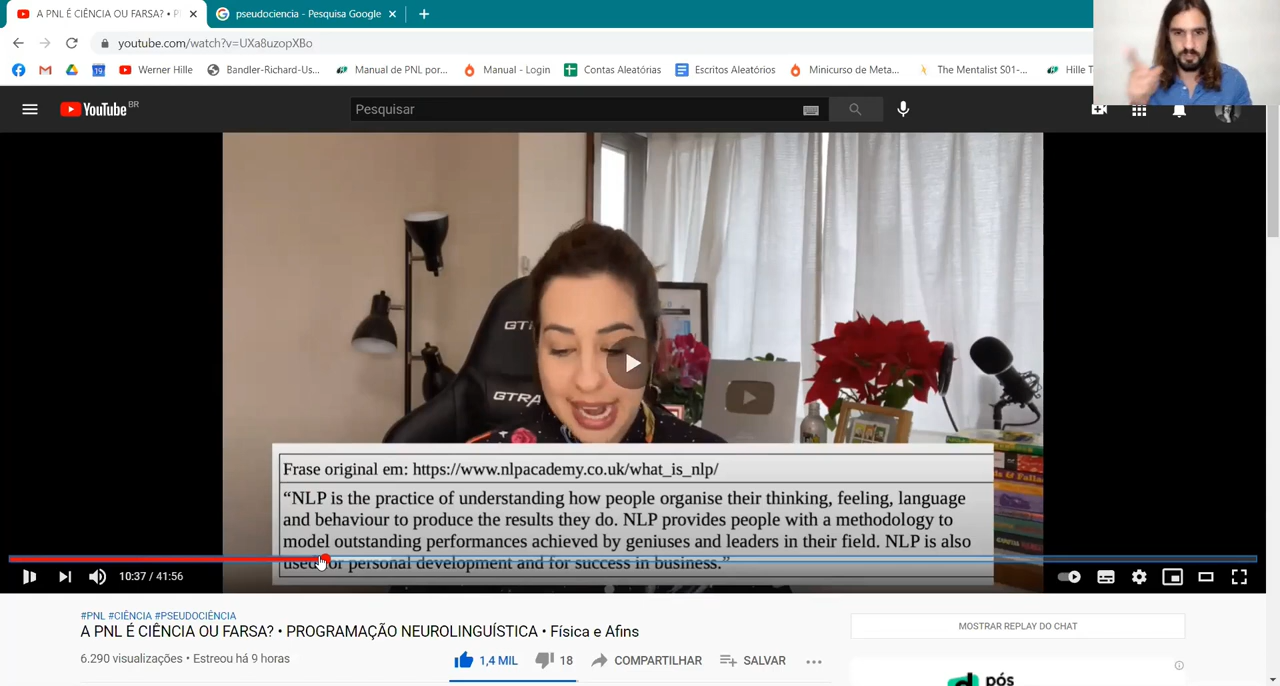 A PNL É CIÊNCIA OU FARSA? • P
pseudociencia - Pesquisa Google
youtube.com/watch?v=UXa8uzopXBo
Werner Hille
Bandler-Richard-Us...
Manual de PNL por...
Manual - Login
Contas Aleatórias
Escritos Aleatórios
Minicurso de Meta...
The Mentalist S01-...
Hille T
YouTube BR
Pesquisar
GTRA
Frase original em: https://www.nlpacademy.co.uk/what_is_nlp/
“NLP is the practice of understanding how people organise their thinking, feeling, language
and behaviour to produce the results they do. NLP provides people with a methodology to
model outstanding performances achieved by geniuses and leaders in their field. NLP is also
used for personal development and for success in business.”
10:37 / 41:56
#PNL #CIÊNCIA #PSEUDOCIÊNCIA
A PNL É CIÊNCIA OU FARSA? • PROGRAMAÇÃO NEUROLINGUÍSTICA • Física e Afins
6.290 visualizações • Estreou há 9 horas
1,4 MIL
18
COMPARTILHAR
SALVAR
MOSTRAR REPLAY DO CHAT
pós